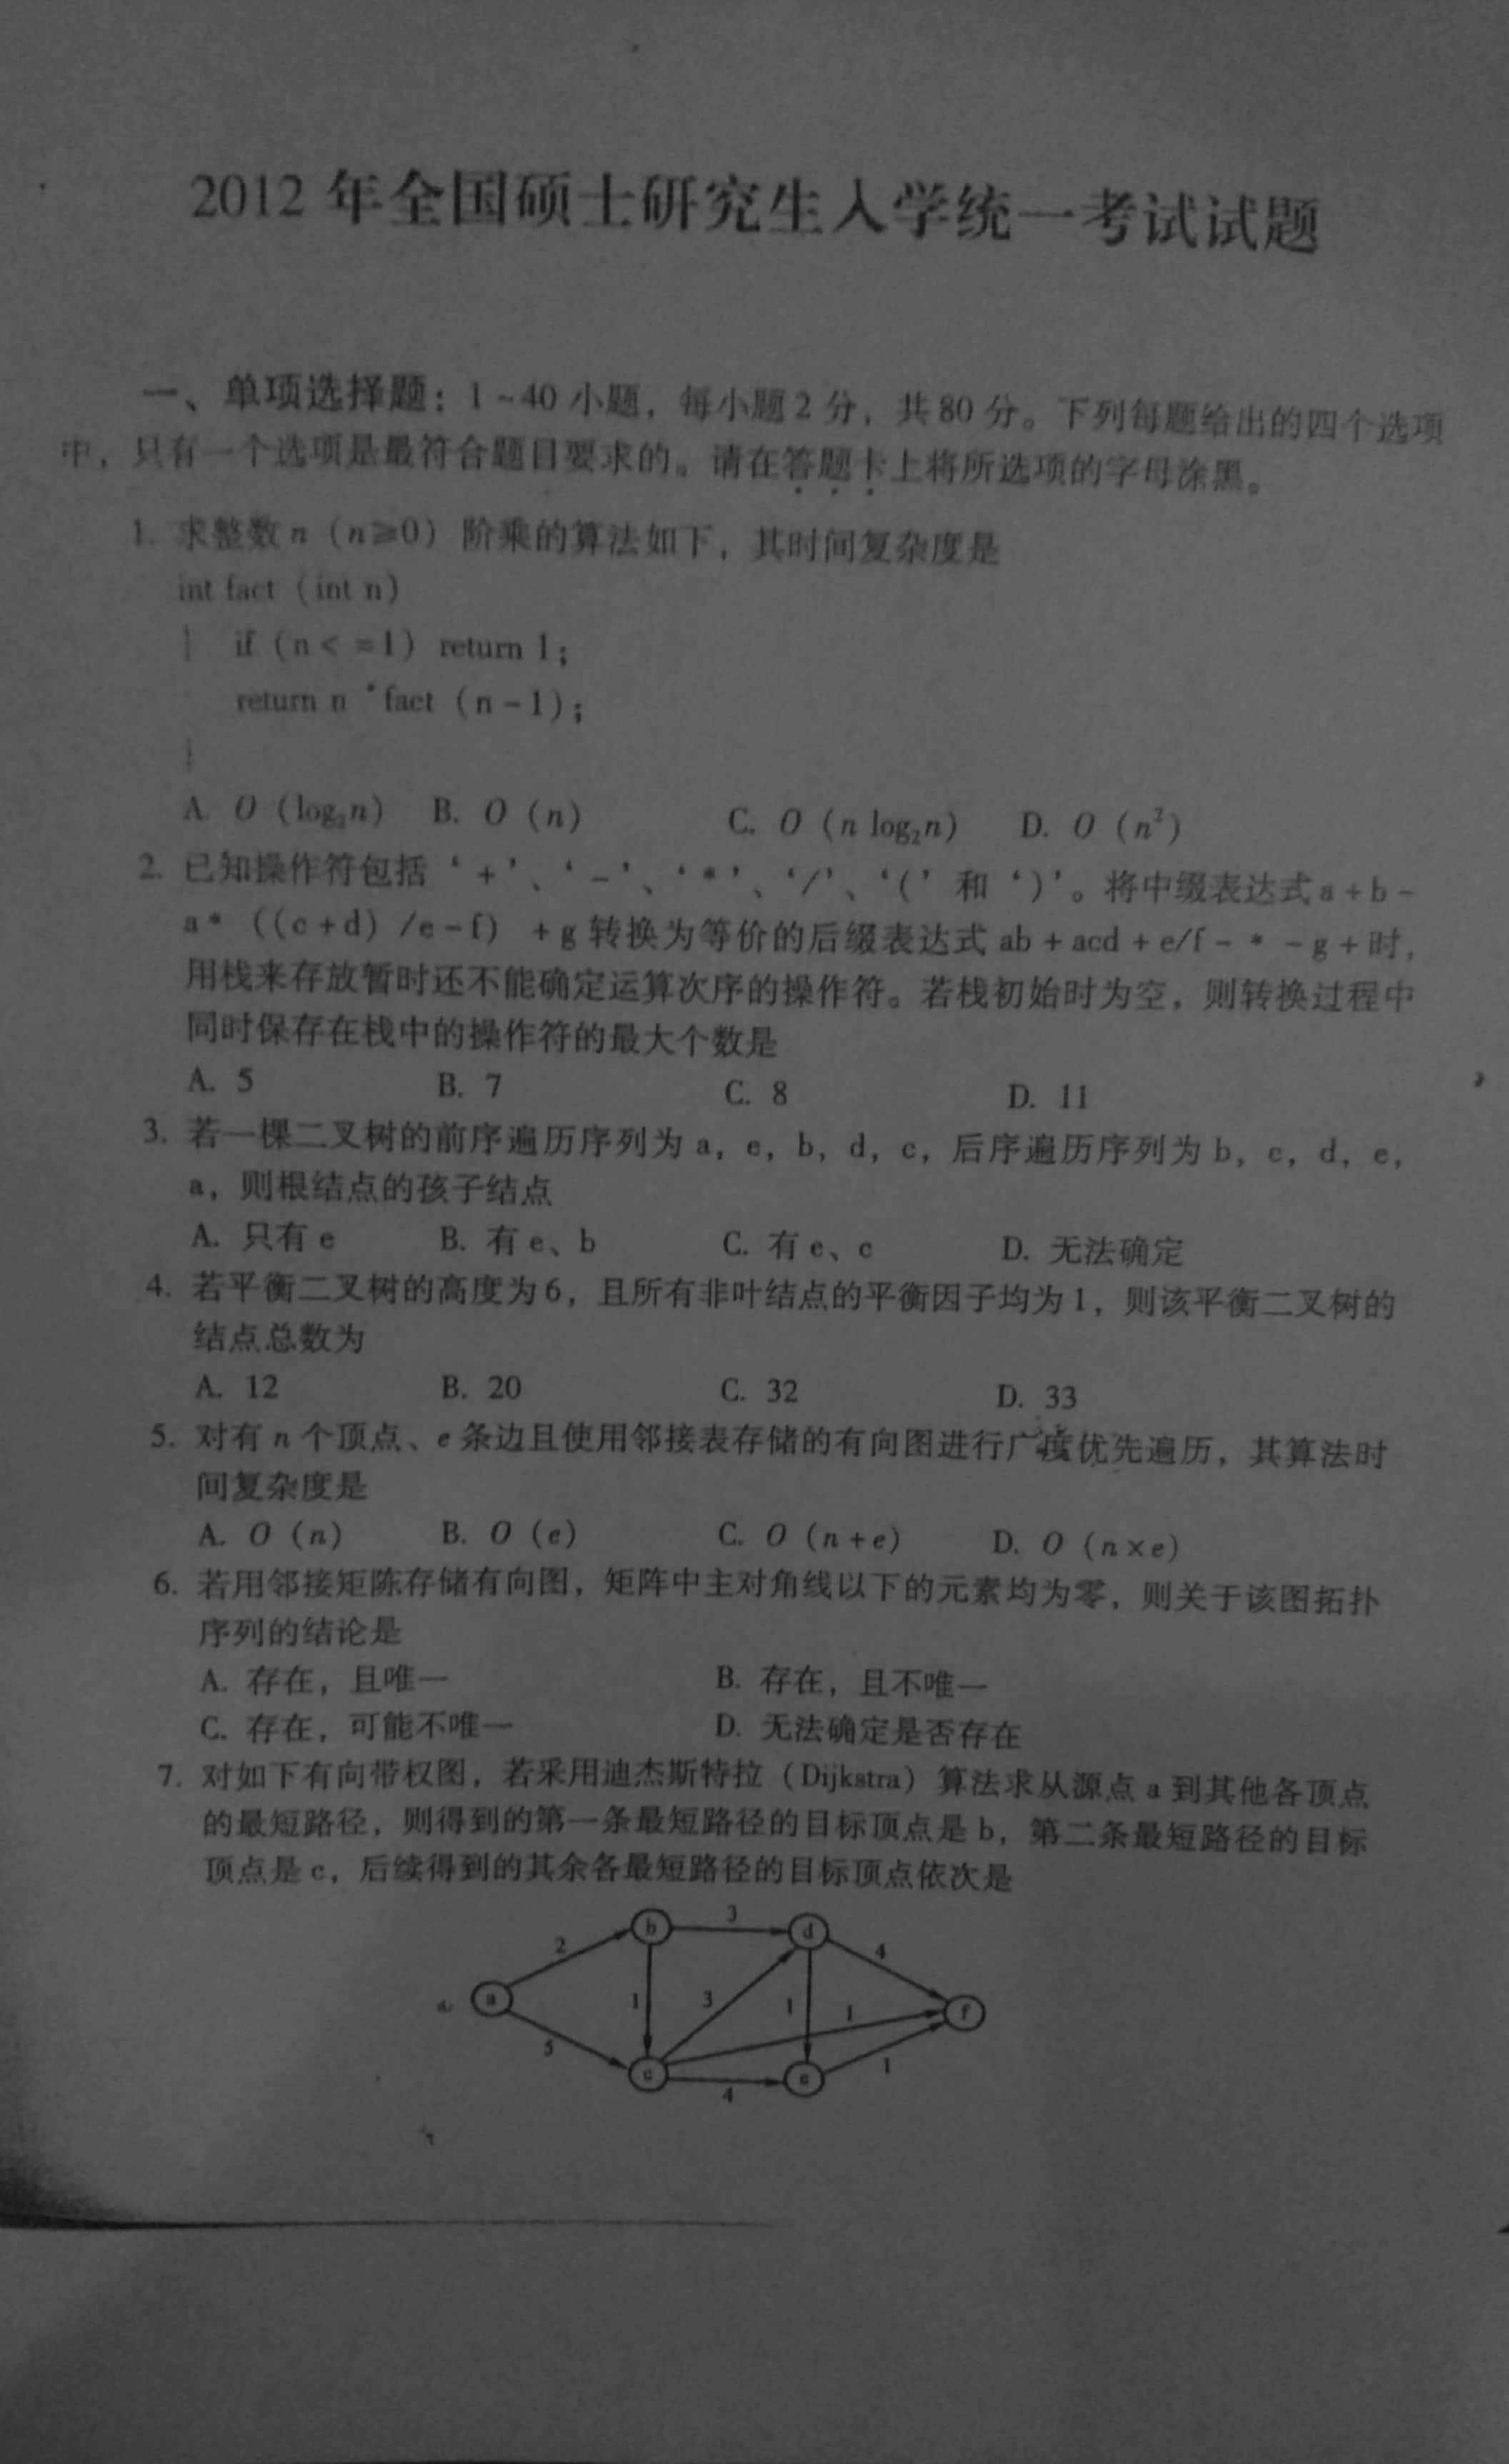 2012 年全国硕士研究生入学统一考试试题
一、单项选择题：1~40 小题，每小题 2 分，共 80 分。下列每题给出的四个选项
中，只有一个选项是最符合题目要求的。请在答题卡上将所选项的字母涂黑。
1. 求整数 n（n≥0）阶乘的算法如下，其时间复杂度是
int fact（int n）
{ if（n<=1）return 1；
return n*fact（n-1）；
}
A. O（log₂n） B. O（n） C. O（n log₂n） D. O（n²）
2. 已知操作符包括‘+’、‘-’、‘*’、‘/’、‘(’和‘)’。将中缀表达式 a+b-
a*（(c+d）/e-f）+g 转换为等价的后缀表达式 ab+acd+e/f-*-g+时，
用栈来存放暂时还不能确定运算次序的操作符。若栈初始时为空，则转换过程中
同时保存在栈中的操作符的最大个数是
A. 5 B. 7 C. 8 D. 11
3. 若一棵二叉树的前序遍历序列为 a，e，b，d，c，后序遍历序列为 b，c，d，e，
a，则根结点的孩子结点
A. 只有 e B. 有 e、b C. 有 e、c D. 无法确定
4. 若平衡二叉树的高度为 6，且所有非叶结点的平衡因子均为 1，则该平衡二叉树的
结点总数为
A. 12 B. 20 C. 32 D. 33
5. 对有 n 个顶点、e 条边且使用邻接表存储的有向图进行广度优先遍历，其算法时
间复杂度是
A. O（n） B. O（e） C. O（n+e） D. O（n×e）
6. 若用邻接矩陈存储有向图，矩阵中主对角线以下的元素均为零，则关于该图拓扑
序列的结论是
A. 存在，且唯一 B. 存在，且不唯一
C. 存在，可能不唯一 D. 无法确定是否存在
7. 对如下有向带权图，若采用迪杰斯特拉（Dijkstra）算法求从源点 a 到其他各顶点
的最短路径，则得到的第一条最短路径的目标顶点是 b，第二条最短路径的目标
顶点是 c，后续得到的其余各最短路径的目标顶点依次是
b 3 d
2 4
a 1 3 1 1 f
5 1
c 4 e